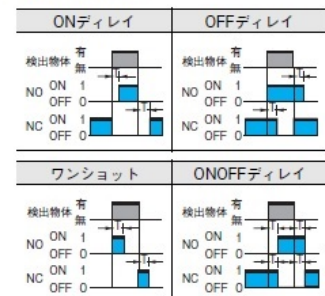 ONディレイ
検出物体 有
無
T
NO ON 1
OFF 0
T
NC ON 1
OFF 0
OFFディレイ
検出物体 有
無
T
NO ON 1
OFF 0
T
NC ON 1
OFF 0
ワンショット
検出物体 有
無
T
NO ON 1
OFF 0
T
NC ON 1
OFF 0
ONOFFディレイ
検出物体 有
無
T T
NO ON 1
OFF 0
T T
NC ON 1
OFF 0